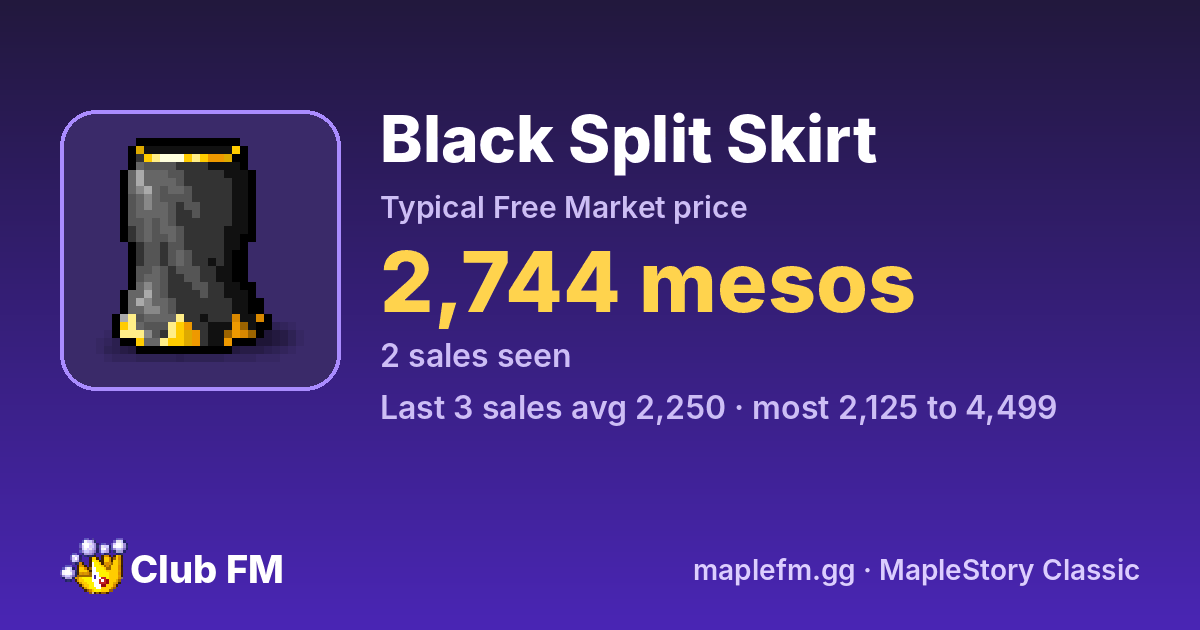 Black Split Skirt
Typical Free Market price
2,744 mesos
2 sales seen
Last 3 sales avg 2,250 · most 2,125 to 4,499
Club FM
maplefm.gg · MapleStory Classic